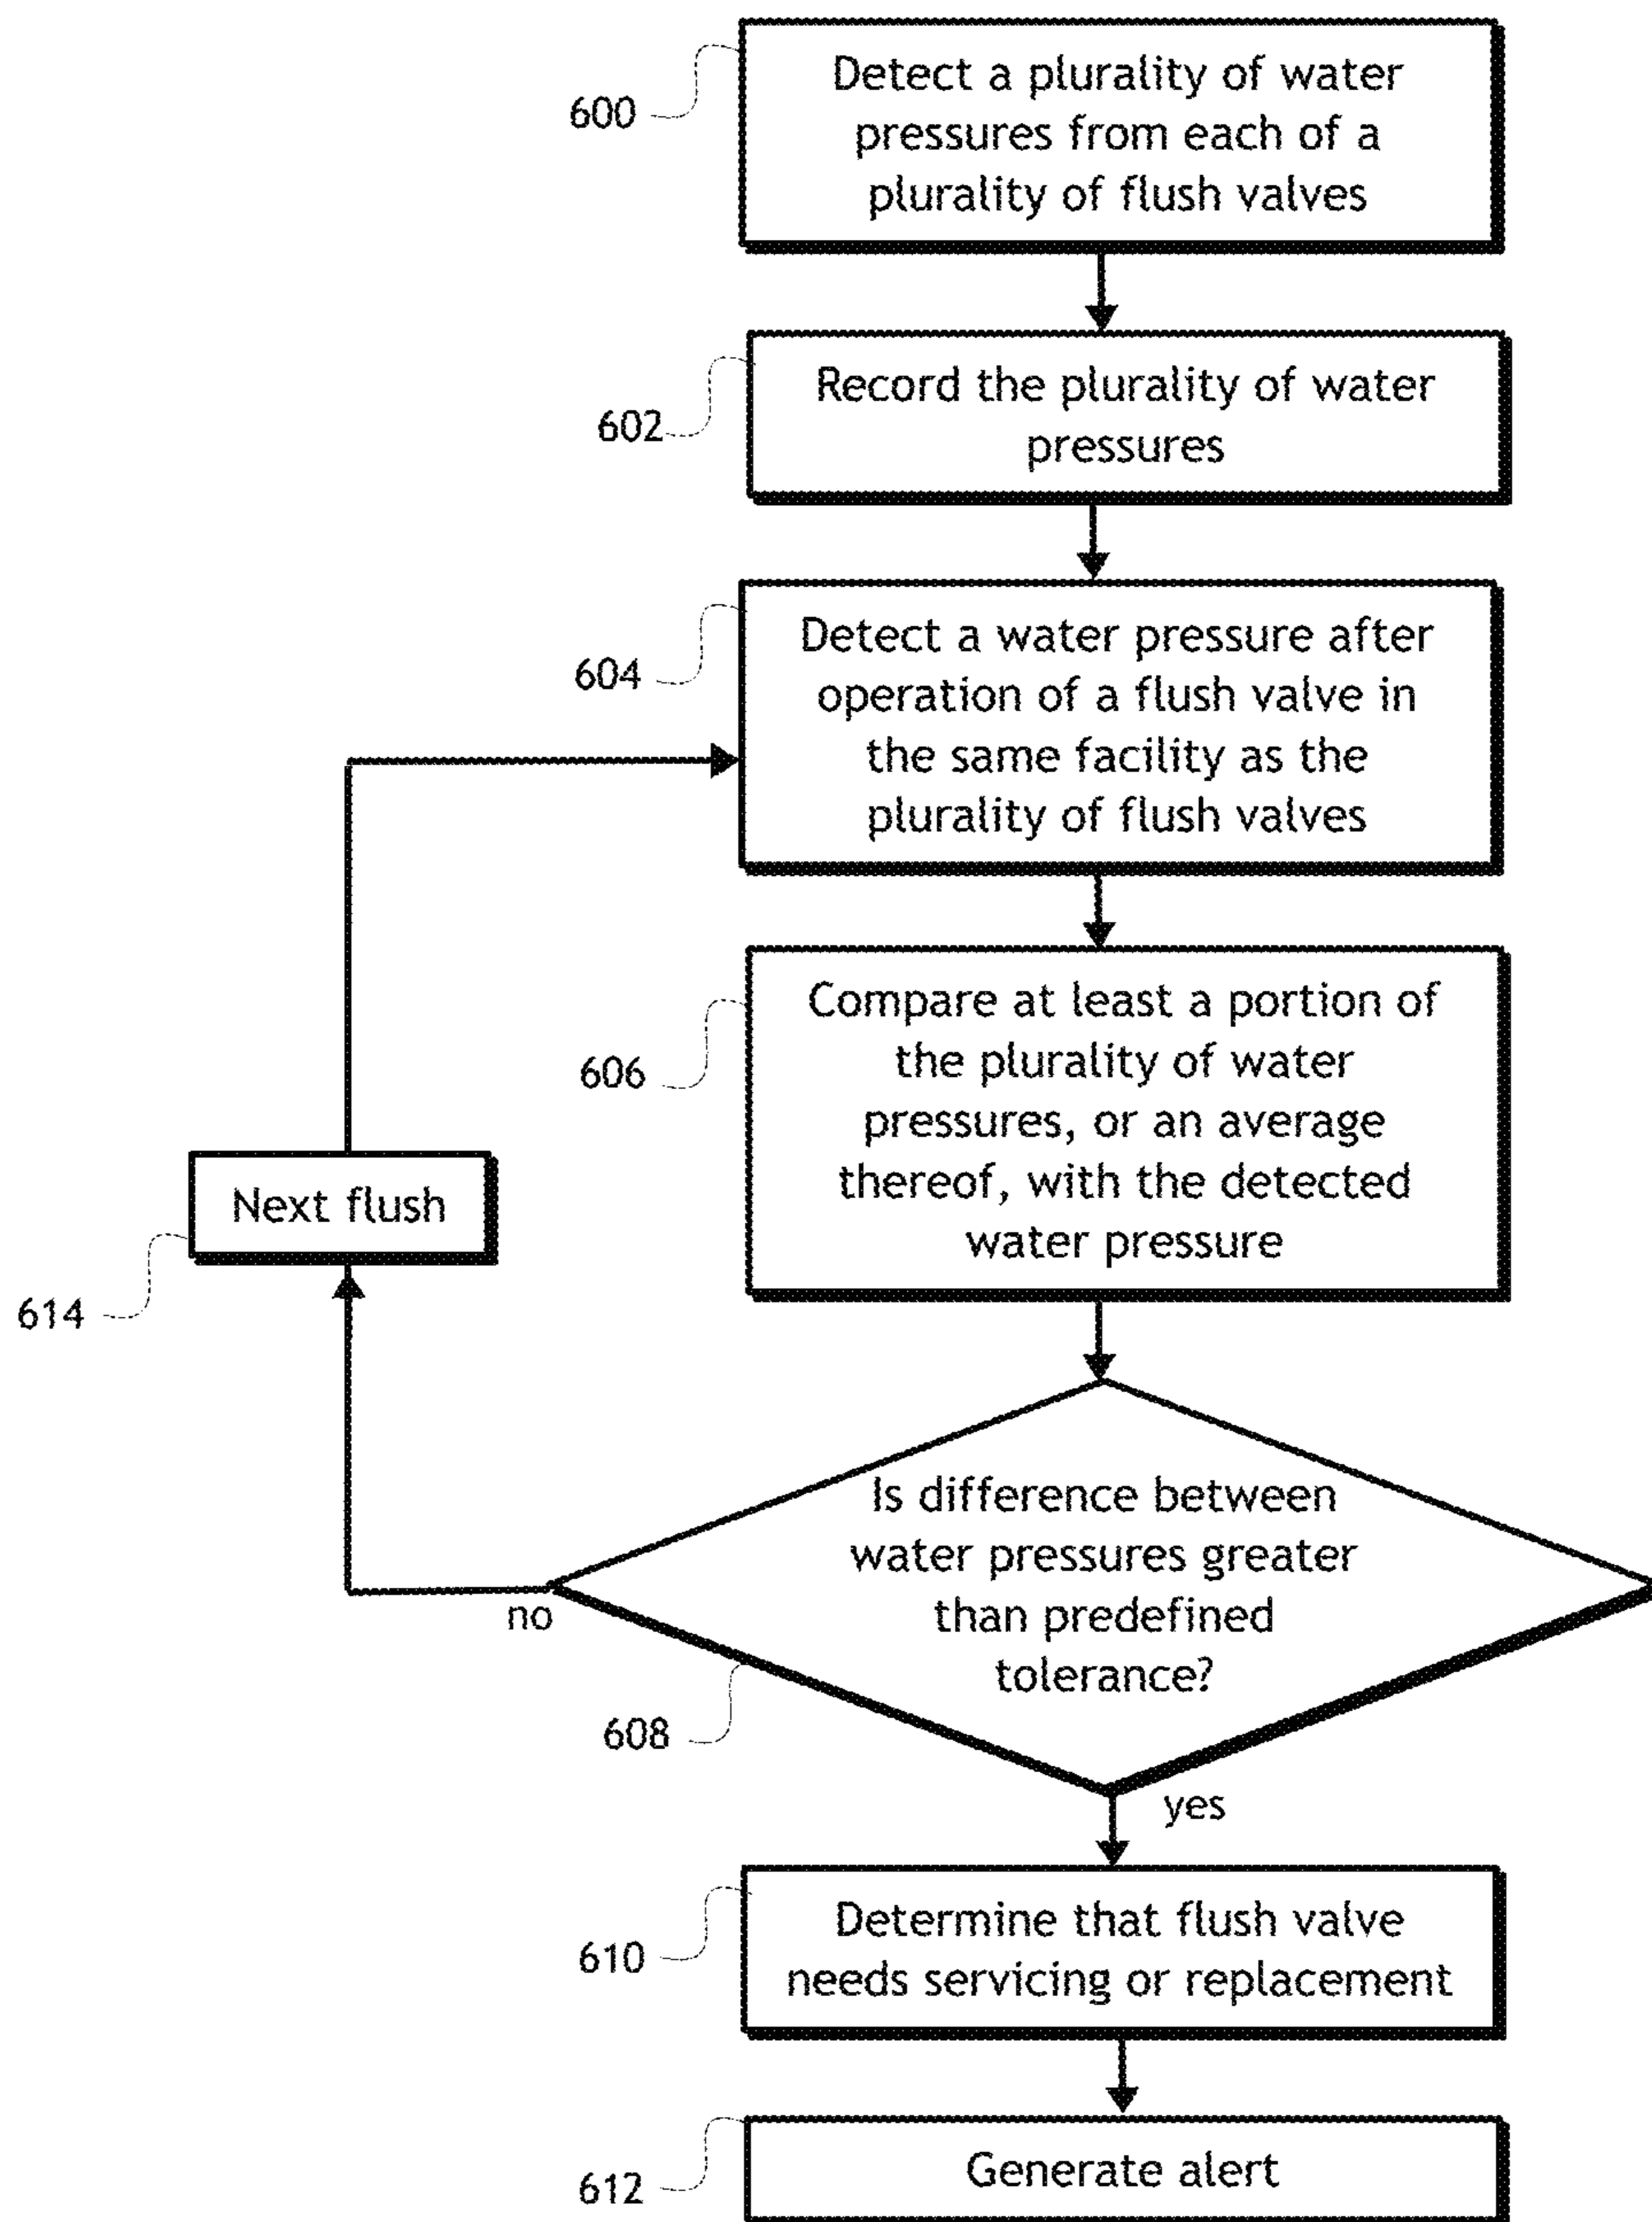 600
Detect a plurality of water
pressures from each of a
plurality of flush valves
602
Record the plurality of water
pressures
604
Detect a water pressure after
operation of a flush valve in
the same facility as the
plurality of flush valves
606
Compare at least a portion of
the plurality of water
pressures, or an average
thereof, with the detected
water pressure
Next flush
614
Is difference between
water pressures greater
than predefined
tolerance?
no
608
yes
610
Determine that flush valve
needs servicing or replacement
612
Generate alert